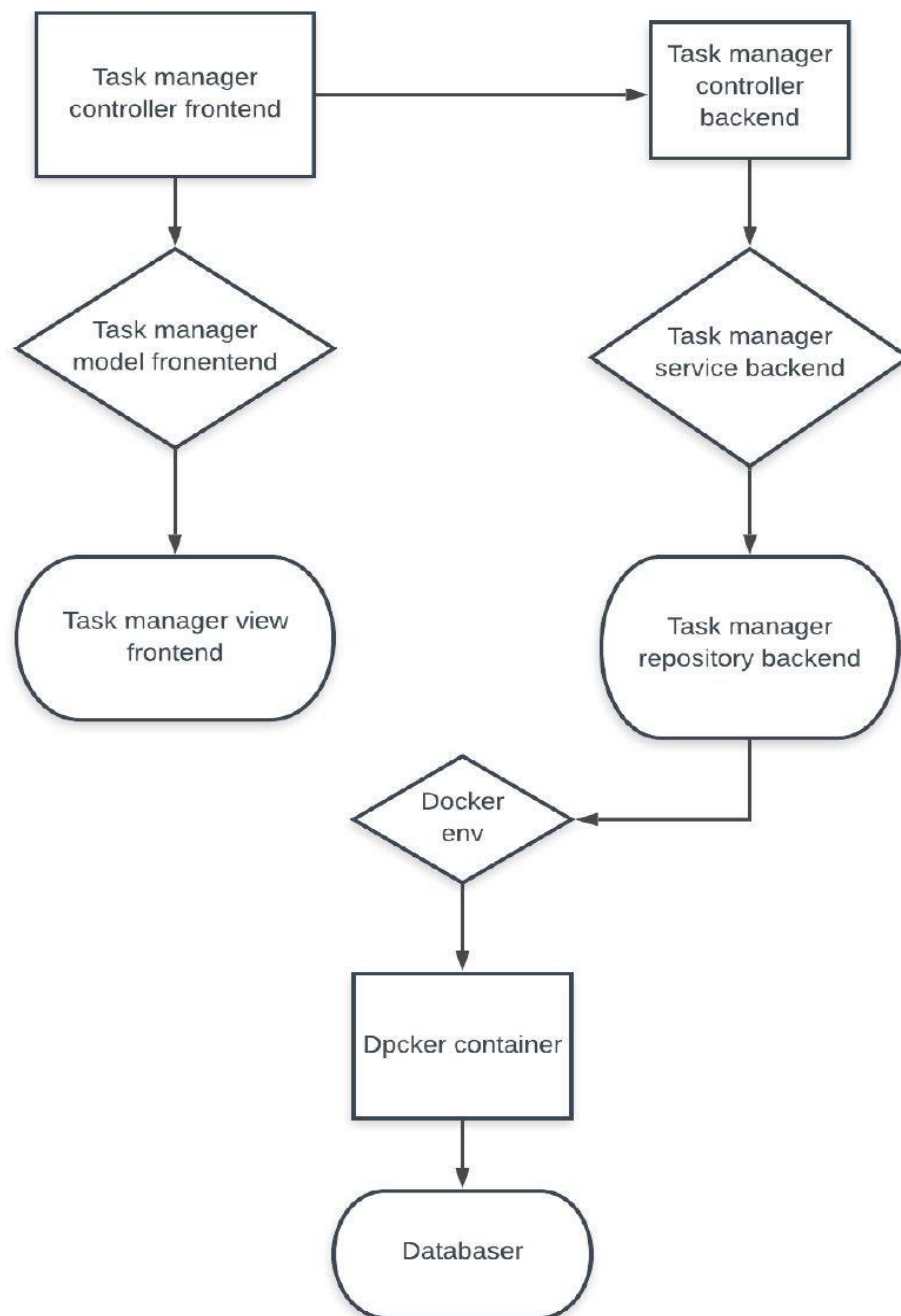 Task manager
controller frontend
Task manager
controller
backend
Task manager
model fronentend
Task manager
service backend
Task manager view
frontend
Task manager
repository backend
Docker
env
Dpcker container
Databaser